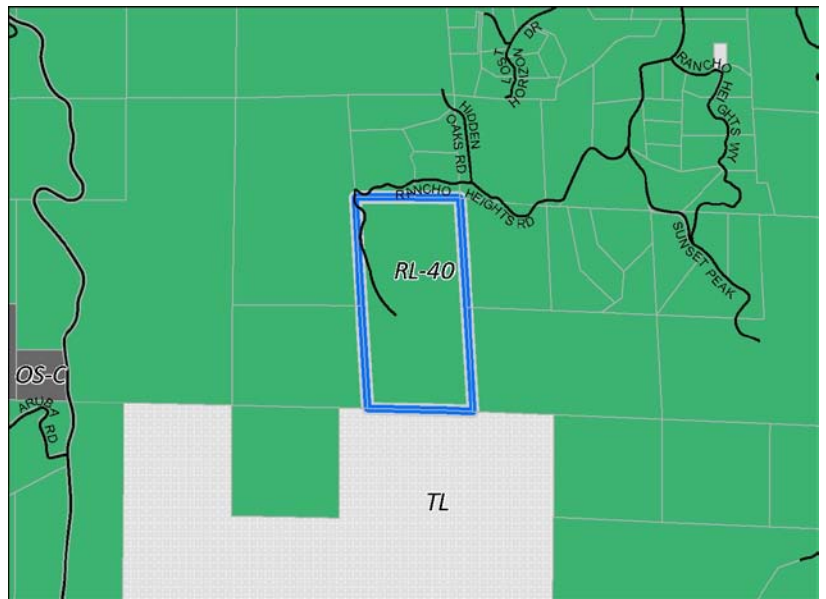 LOST
HORIZON
DR
RANCHO HEIGHTS WY
HIDDEN
OAKS RD
RANCHO HEIGHTS RD
SUNSET PEAK
RL-40
OS-C
ARUBA RD
TL